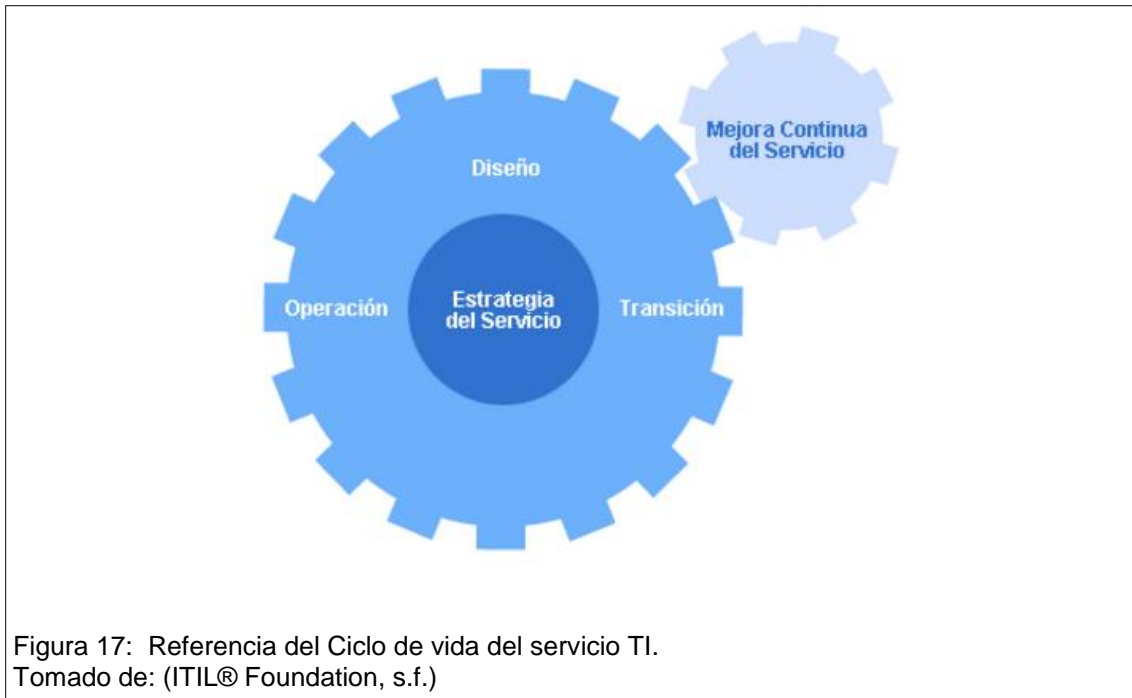 Mejora Continua
del Servicio
Diseño
Operación
Estrategia
del Servicio
Transición
Figura 17: Referencia del Ciclo de vida del servicio TI.
Tomado de: (ITIL® Foundation, s.f.)